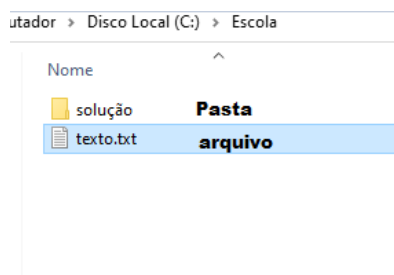 utador > Disco Local (C:) > Escola
Nome
solução Pasta
texto.txt arquivo